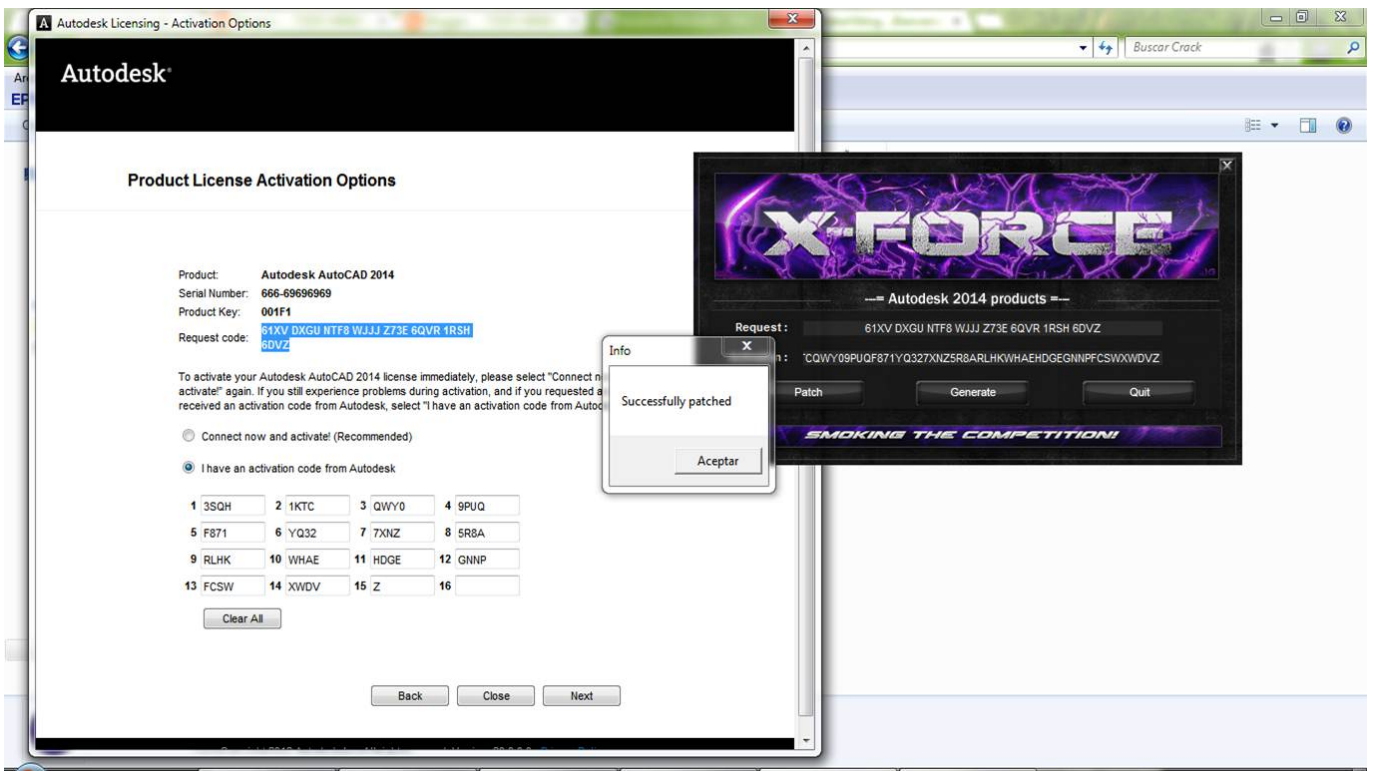 Autodesk Licensing - Activation Options
Buscar Crack
Autodesk
Product License Activation Options
Product: Autodesk AutoCAD 2014
Serial Number: 666-69696969
Product Key: 001F1
Request code: 61XV DXGU NTF8 WJJJ Z73E 6QVR 1RSH
6DVZ
To activate your Autodesk AutoCAD 2014 license immediately, please select "Connect n
activate!" again. If you still experience problems during activation, and if you requested a
received an activation code from Autodesk, select "I have an activation code from Autod
Connect now and activate! (Recommended)
I have an activation code from Autodesk
1 3SQH 2 1KTC 3 QWY0 4 9PUQ
5 F871 6 YQ32 7 7XNZ 8 5R8A
9 RLHK 10 WHAE 11 HDGE 12 GNNP
13 FCSW 14 XWDV 15 Z 16
Clear All
Back Close Next
X-FORCE
---= Autodesk 2014 products =---
Request : 61XV DXGU NTF8 WJJJ Z73E 6QVR 1RSH 6DVZ
n : TCQWY09PUQF871YQ327XNZ5R8ARLHKWHAEHDGEGNNPFCSWXWDVZ
Patch Generate Quit
SMOKING THE COMPETITION!
Info
Successfully patched
Aceptar